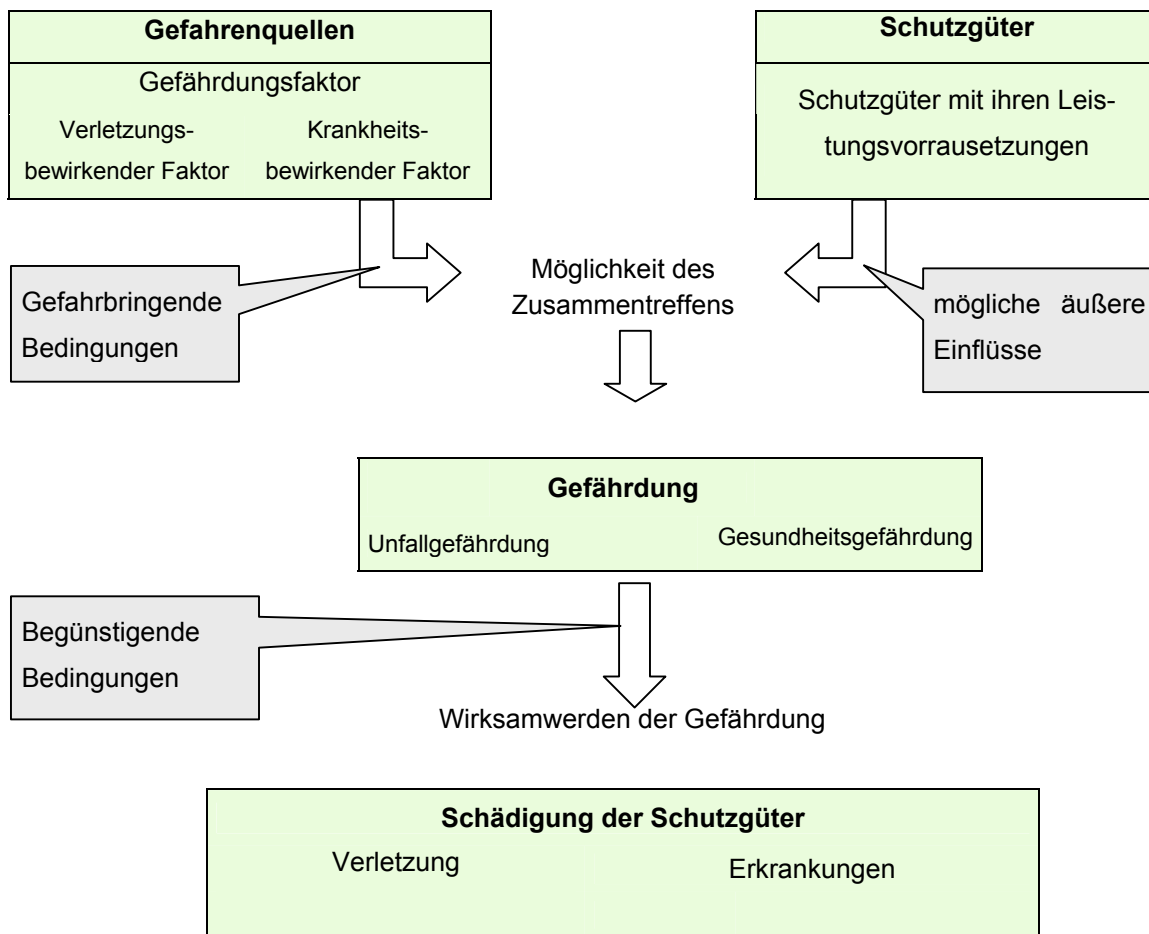 Gefahrenquellen
Gefährdungsfaktor
Verletzungs-
bewirkender Faktor
Krankheits-
bewirkender Faktor
Schutzgüter
Schutzgüter mit ihren Leis-
tungsvorrausetzungen
Gefahrbringende
Bedingungen
Möglichkeit des
Zusammentreffens
mögliche äußere
Einflüsse
Gefährdung
Unfallgefährdung
Gesundheitsgefährdung
Begünstigende
Bedingungen
Wirksamwerden der Gefährdung
Schädigung der Schutzgüter
Verletzung
Erkrankungen